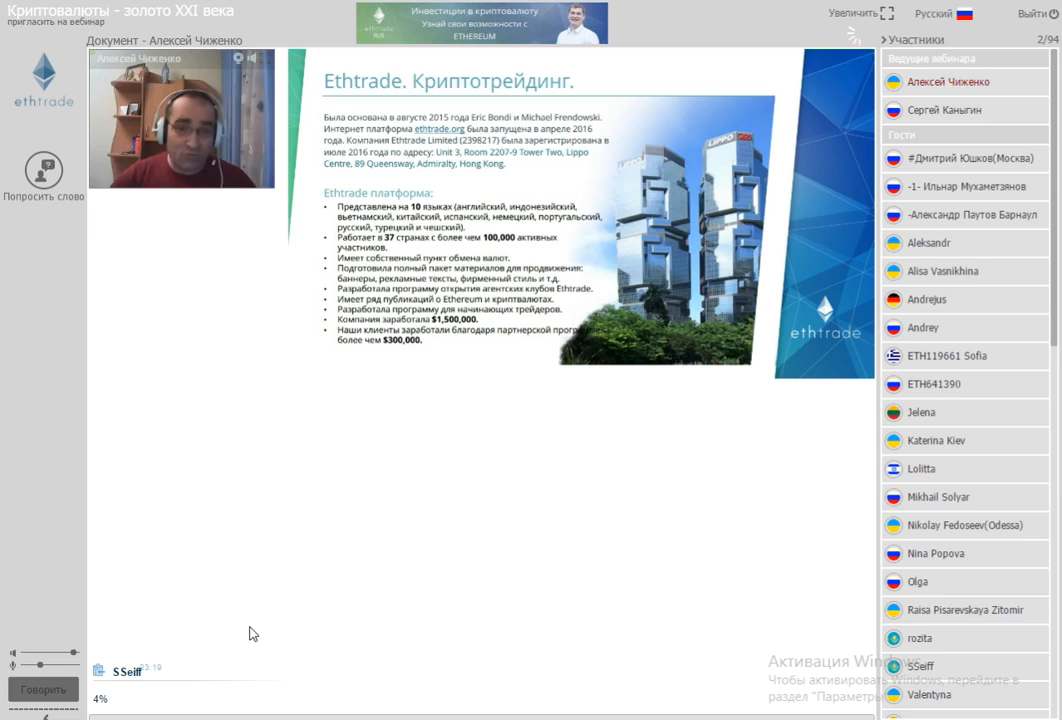 Криптовалюты - золото XXI века
пригласить на вебинар
Инвестиции в криптовалюту
Узнай свои возможности с
ETHEREUM
ethtrade
Увеличить
Русский
Выйти
Документ - Алексей Чиженко
Участники 2/94
ethtrade
Попросить слово
Алексей Чиженко
Ethtrade. Криптотрейдинг.
Была основана в августе 2015 года Eric Bondi и Michael Frendowski.
Интернет платформа ethtrade.org была запущена в апреле 2016
года. Компания Ethtrade Limited (2398217) была зарегистрирована в
июле 2016 года по адресу: Unit 3, Room 2207-9 Tower Two, Lippo
Centre, 89 Queensway, Admiralty, Hong Kong.
Ethtrade платформа:
• Представлена на 10 языках (английский, индонезийский,
вьетнамский, китайский, испанский, немецкий, португальский,
русский, турецкий и чешский).
• Работает в 37 странах с более чем 100,000 активных
участников.
• Имеет собственный пункт обмена валют.
• Подготовила полный пакет материалов для продвижения:
баннеры, рекламные тексты, фирменный стиль и т.д.
• Разработала программу открытия агентских клубов Ethtrade.
• Имеет ряд публикаций о Ethereum и криптвалютах.
• Разработала программу для начинающих трейдеров.
• Компания заработала $1,500,000.
• Наши клиенты заработали благодаря партнерской
более чем $300,000.
LIPPO
LIPPO
ethtrade
Ведущие вебинара
Алексей Чиженко
Сергей Каныгин
Гости
#Дмитрий Юшков(Москва)
-1- Ильнар Мухаметзянов
-Александр Паутов Барнаул
Aleksandr
Alisa Vasnikhina
Andrejus
Andrey
ETH119661 Sofia
ETH641390
Jelena
Katerina Kiev
Lolitta
Mikhail Solyar
Nikolay Fedoseev(Odessa)
Nina Popova
Olga
Raisa Pisarevskaya Zitomir
rozita
SSeiff
Valentyna
SSeiff 23:19
4%
Говорить
Активация Windows
Чтобы активировать Windows, перейдите в
раздел "Параметры